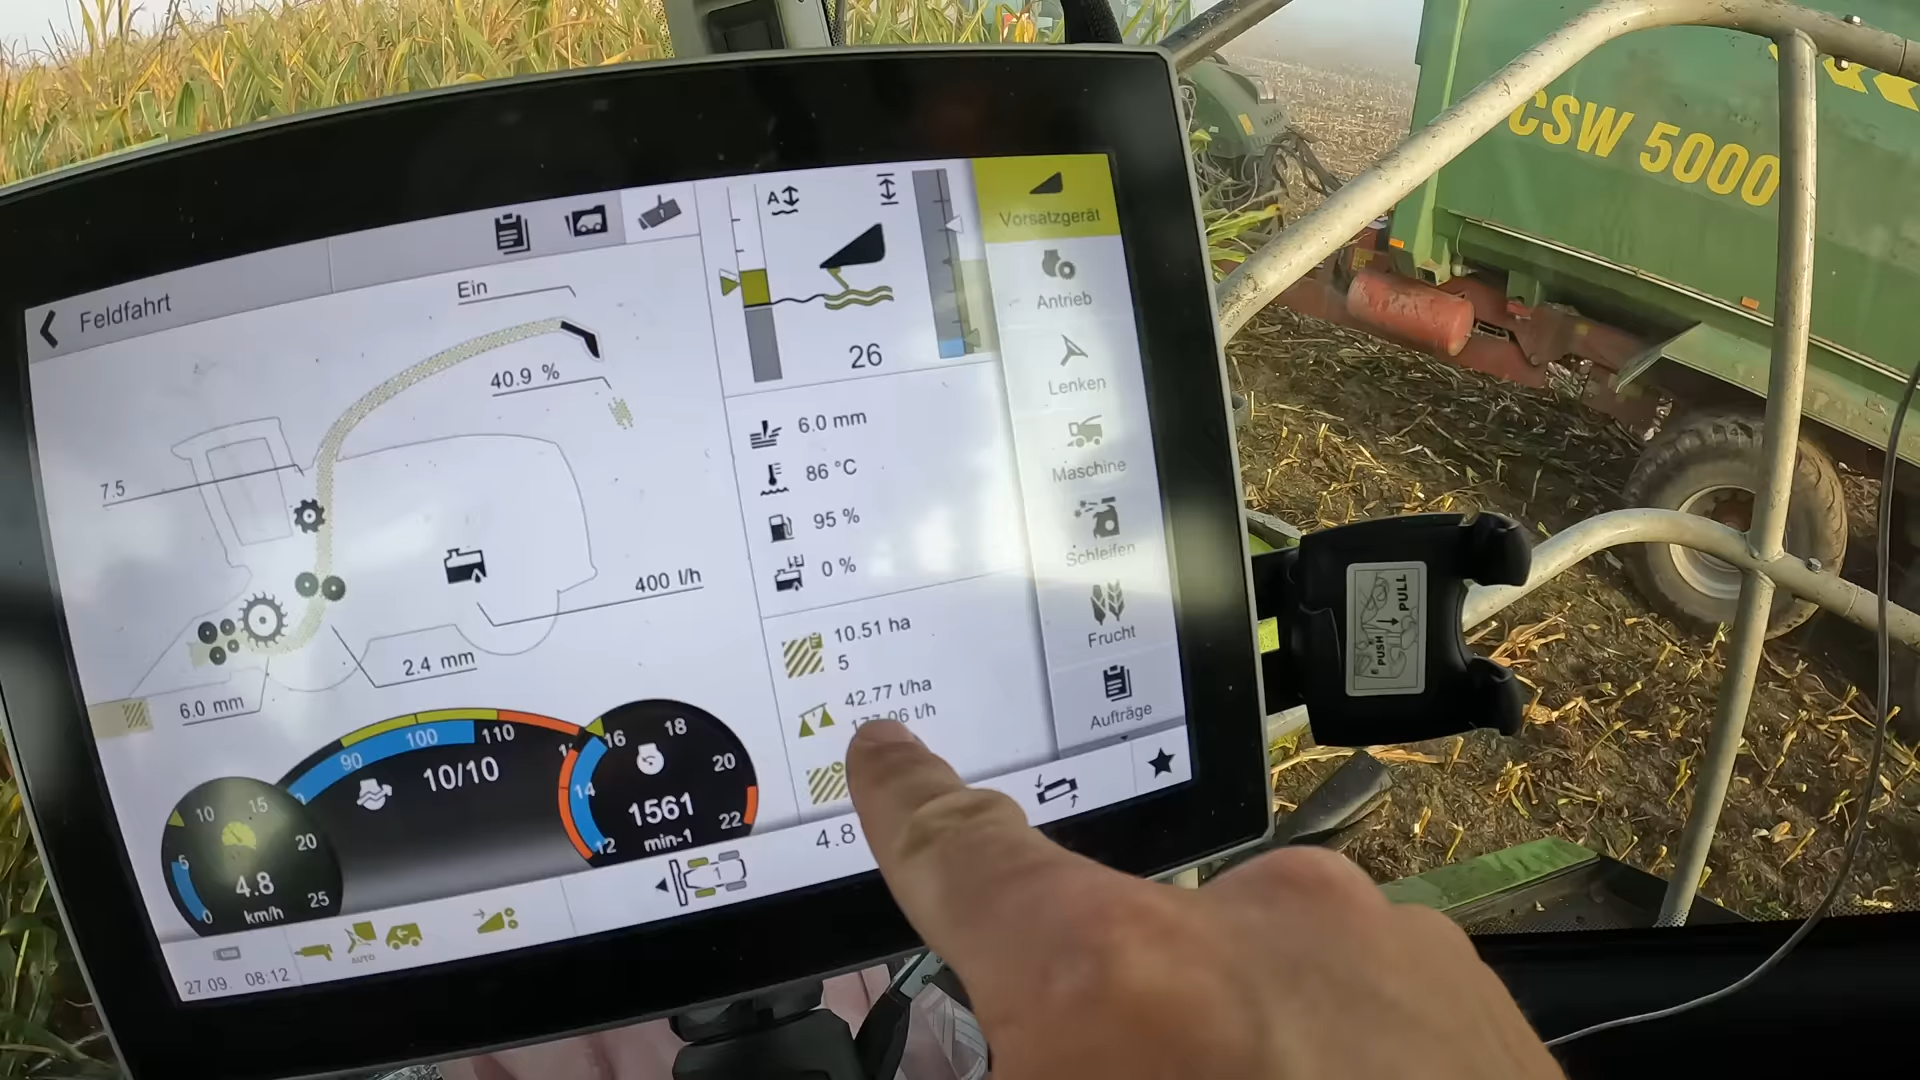 Feldfahrt
Ein
40.9 %
7.5
400 l/h
2.4 mm
6.0 mm
26
6.0 mm
86 °C
95 %
0 %
10.51 ha
5
42.77 t/ha
t/h
4.8
90 100 110
10/10
0 5 10 15 20 25
4.8
km/h
12 14 16 18 20 22
1561
min-1
1
AUTO
27.09. 08:12
Vorsatzgerät
Antrieb
Lenken
Maschine
Schleifen
Frucht
Aufträge
CSW 5000
PUSH
PULL